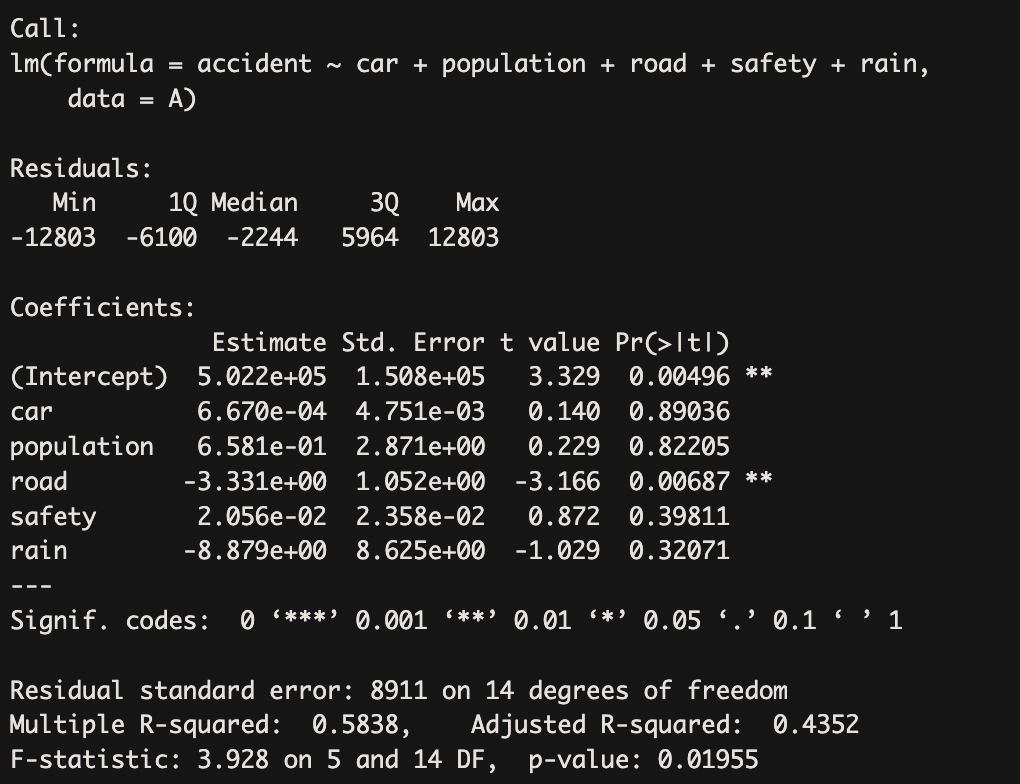 Call:
lm(formula = accident ~ car + population + road + safety + rain,
    data = A)

Residuals:
   Min     1Q Median     3Q    Max
-12803  -6100  -2244   5964  12803

Coefficients:
              Estimate Std. Error t value Pr(>|t|)
(Intercept)  5.022e+05  1.508e+05   3.329  0.00496 **
car          6.670e-04  4.751e-03   0.140  0.89036
population   6.581e-01  2.871e+00   0.229  0.82205
road        -3.331e+00  1.052e+00  -3.166  0.00687 **
safety       2.056e-02  2.358e-02   0.872  0.39811
rain        -8.879e+00  8.625e+00  -1.029  0.32071
---
Signif. codes:  0 ‘***’ 0.001 ‘**’ 0.01 ‘*’ 0.05 ‘.’ 0.1 ‘ ’ 1

Residual standard error: 8911 on 14 degrees of freedom
Multiple R-squared:  0.5838,    Adjusted R-squared:  0.4352
F-statistic: 3.928 on 5 and 14 DF,  p-value: 0.01955